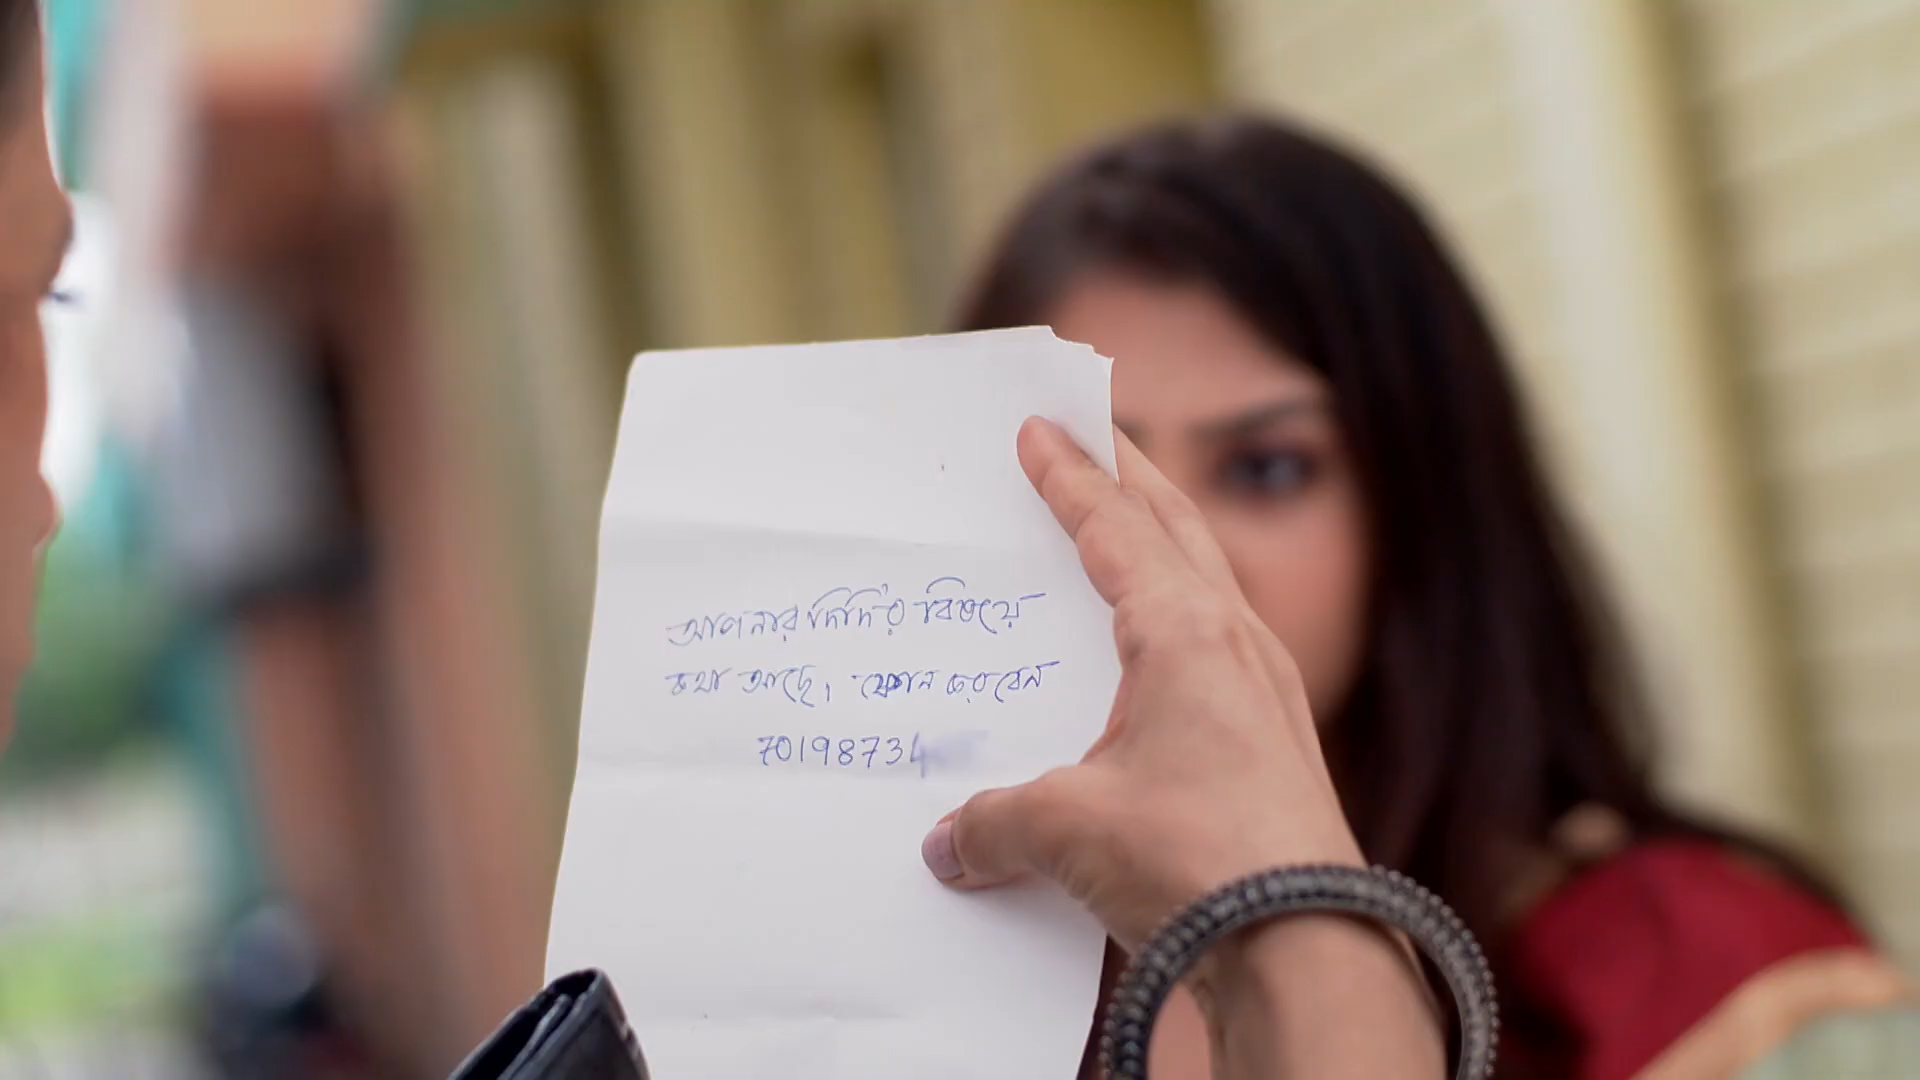 আপনার দিদির বিষয়ে
কথা আছে, ফোন করবেন
70198734